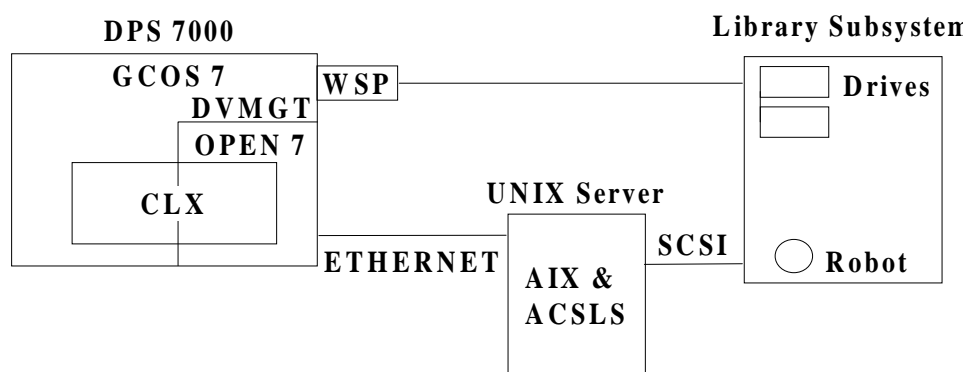 DPS 7000
Library Subsystem
GCOS 7
WSP
Drives
DVMGT
OPEN 7
UNIX Server
CLX
SCSI
ETHERNET
Robot
AIX &
ACSLS